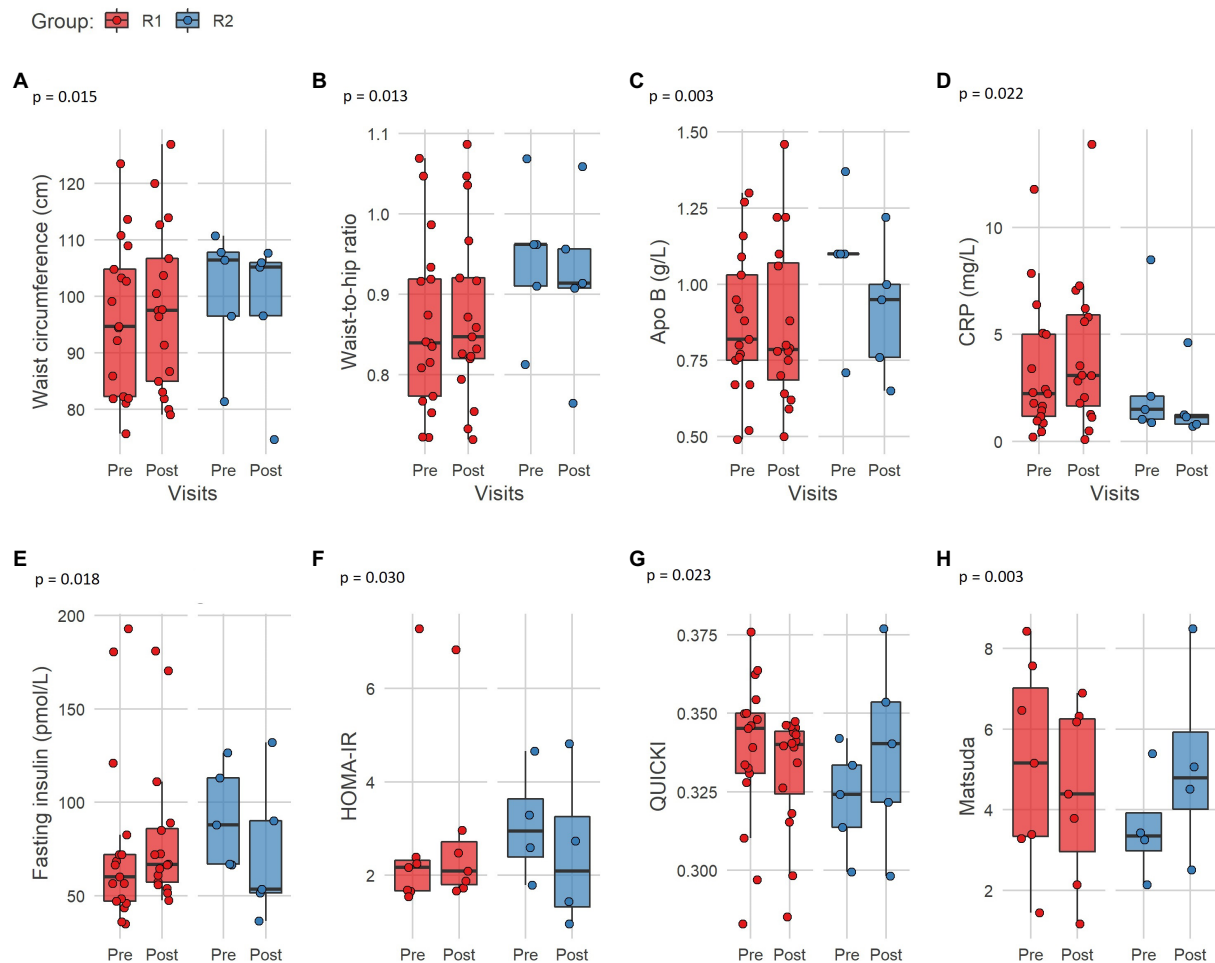 Group: R1 R2
A B C D
p = 0.015 p = 0.013 p = 0.003 p = 0.022
Waist circumference (cm)
120
110
100
90
80
Pre Post Pre Post
Visits
Waist-to-hip ratio
1.1
1.0
0.9
0.8
Pre Post Pre Post
Visits
Apo B (g/L)
1.50
1.25
1.00
0.75
0.50
Pre Post Pre Post
Visits
CRP (mg/L)
10
5
0
Pre Post Pre Post
Visits
E F G H
p = 0.018 p = 0.030 p = 0.023 p = 0.003
Fasting insulin (pmol/L)
200
150
100
50
Pre Post Pre Post
HOMA-IR
6
4
2
Pre Post Pre Post
QUICKI
0.375
0.350
0.325
0.300
Pre Post Pre Post
Matsuda
8
6
4
2
Pre Post Pre Post